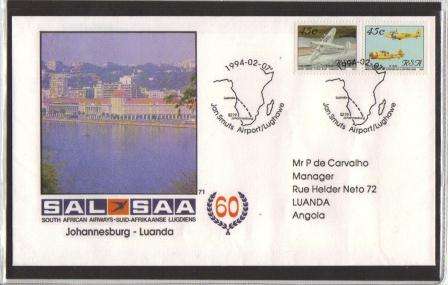 45c
45c
RSA
1994-02-07
Jan Smuts Airport/Lughawe
1994-02-07
Jan Smuts Airport/Lughawe
71
SAL SAA
SOUTH AFRICAN AIRWAYS-SUID-AFRIKAANSE LUGDIENS
60
Johannesburg - Luanda
Mr P de Carvalho
Manager
Rue Helder Neto 72
LUANDA
Angola